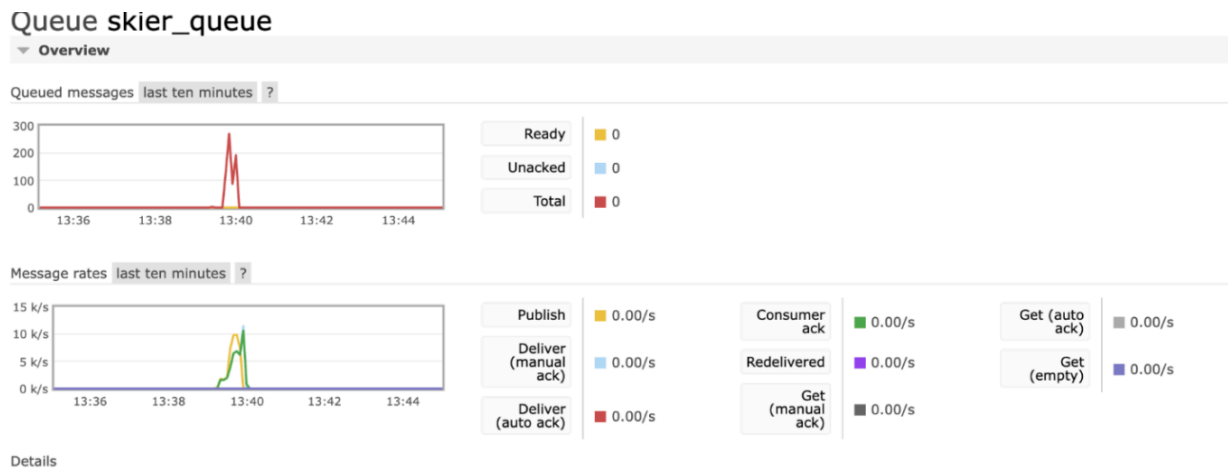 Queue skier_queue
Overview
Queued messages last ten minutes ?
300
200
100
0
13:36 13:38 13:40 13:42 13:44
Ready 0
Unacked 0
Total 0
Message rates last ten minutes ?
15 k/s
10 k/s
5 k/s
0 k/s
13:36 13:38 13:40 13:42 13:44
Publish 0.00/s
Deliver
(manual 0.00/s
ack)
Deliver
(auto ack) 0.00/s
Consumer
ack 0.00/s
Redelivered 0.00/s
Get
(manual 0.00/s
ack)
Get (auto
ack) 0.00/s
Get
(empty) 0.00/s
Details